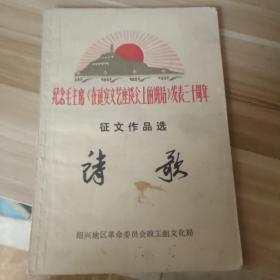 纪念毛主席《在延安文艺座谈会上的讲话》发表三十周年
征文作品选
诗 歌
绍兴地区革命委员会政工组文化局